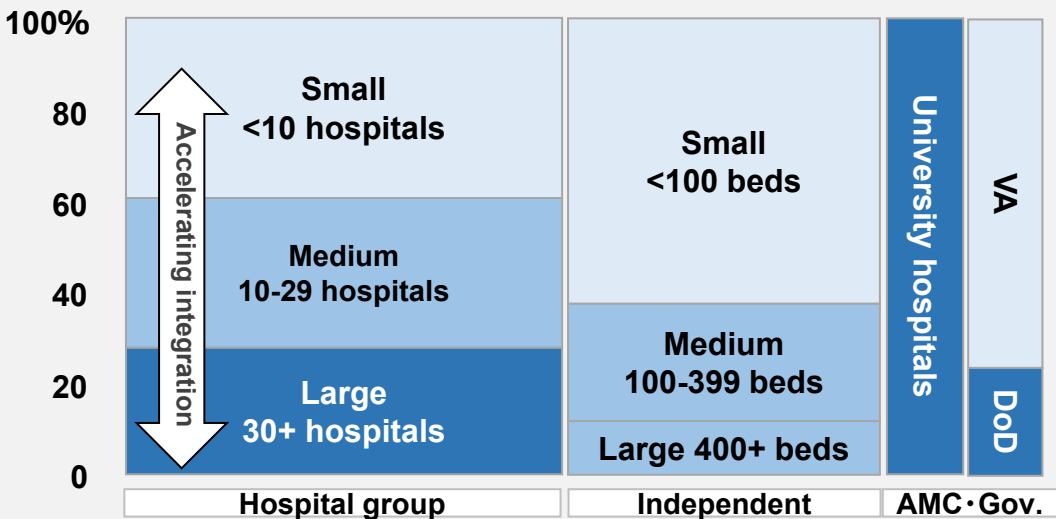 100%
80
60
40
20
0
Accelerating integration
Small
<10 hospitals
Medium
10-29 hospitals
Large
30+ hospitals
Small
<100 beds
Medium
100-399 beds
Large 400+ beds
University hospitals
VA
DoD
Hospital group
Independent
AMC・Gov.